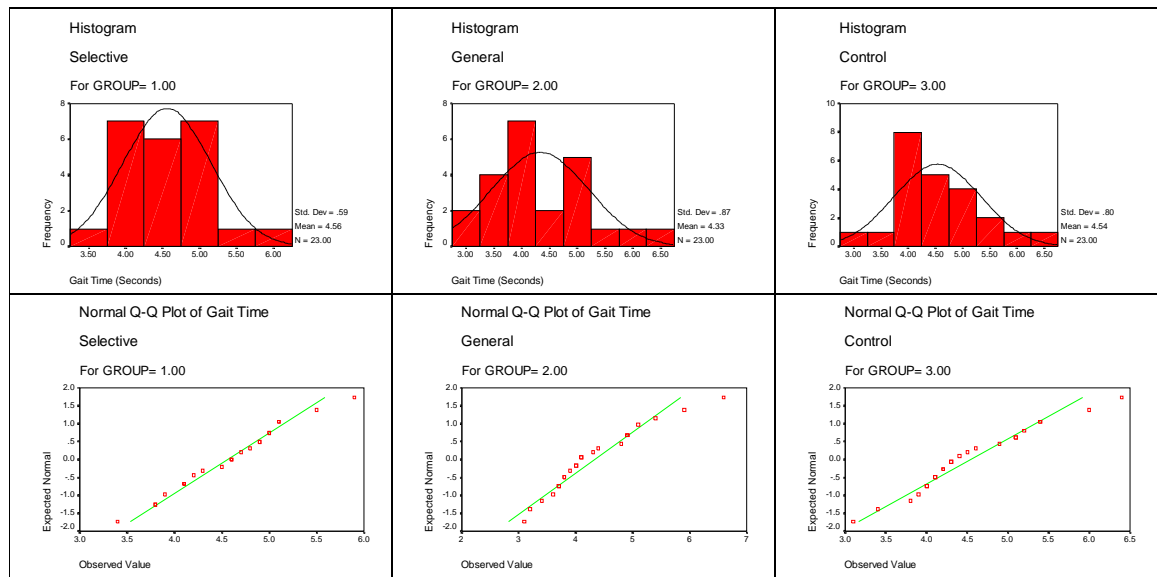 Histogram
Selective
For GROUP= 1.00
8
6
4
2
0
Frequency
3.50 4.00 4.50 5.00 5.50 6.00
Std. Dev = .59
Mean = 4.56
N = 23.00
Gait Time (Seconds)
Histogram
General
For GROUP= 2.00
8
6
4
2
0
Frequency
3.00 3.50 4.00 4.50 5.00 5.50 6.00 6.50
Std. Dev = .87
Mean = 4.33
N = 23.00
Gait Time (Seconds)
Histogram
Control
For GROUP= 3.00
10
8
6
4
2
0
Frequency
3.00 3.50 4.00 4.50 5.00 5.50 6.00 6.50
Std. Dev = .80
Mean = 4.54
N = 23.00
Gait Time (Seconds)
Normal Q-Q Plot of Gait Time
Selective
For GROUP= 1.00
2.0
1.5
1.0
.5
0.0
-.5
-1.0
-1.5
-2.0
Expected Normal
3.0 3.5 4.0 4.5 5.0 5.5 6.0
Observed Value
Normal Q-Q Plot of Gait Time
General
For GROUP= 2.00
2.0
1.5
1.0
.5
0.0
-.5
-1.0
-1.5
-2.0
Expected Normal
2 3 4 5 6 7
Observed Value
Normal Q-Q Plot of Gait Time
Control
For GROUP= 3.00
2.0
1.5
1.0
.5
0.0
-.5
-1.0
-1.5
-2.0
Expected Normal
3.0 3.5 4.0 4.5 5.0 5.5 6.0 6.5
Observed Value